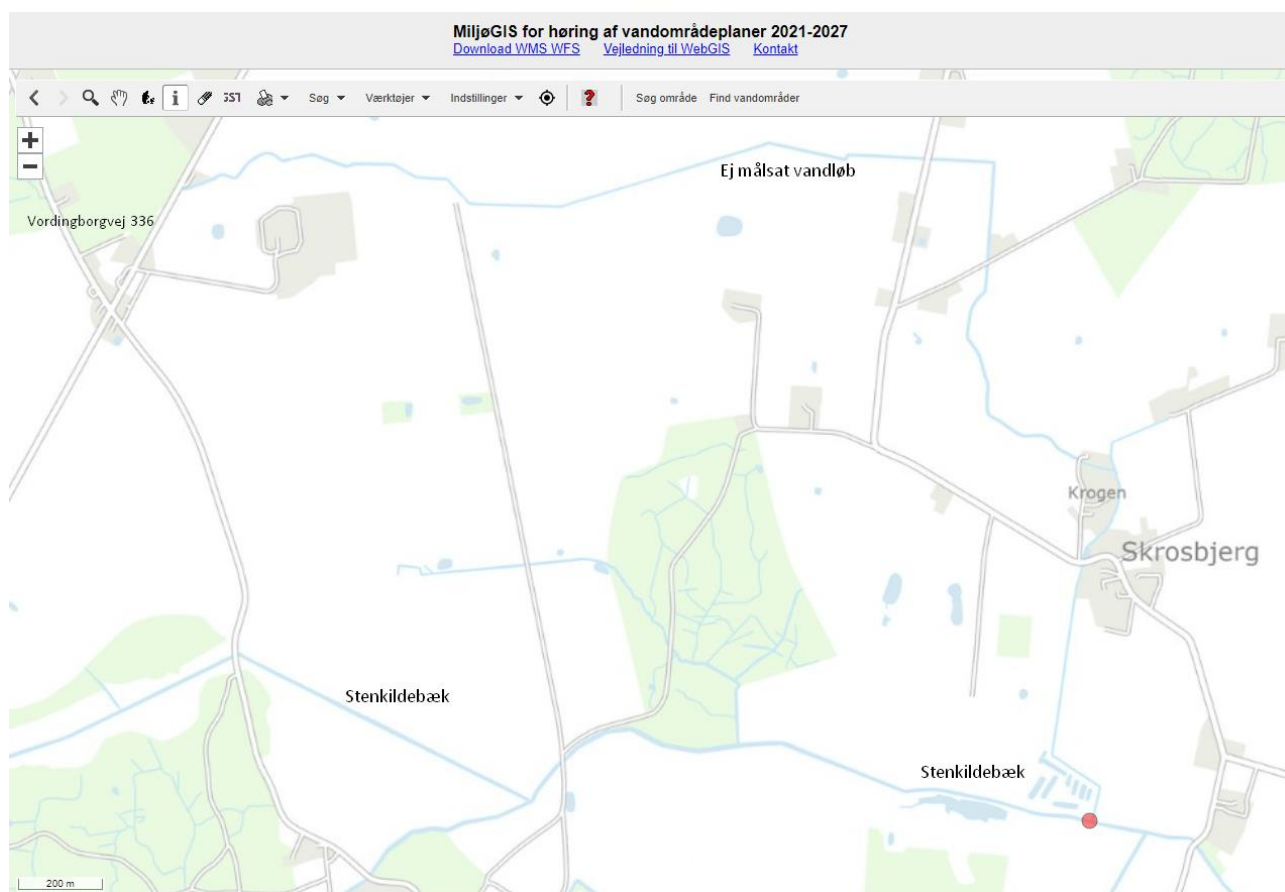 MiljøGIS for høring af vandområdeplaner 2021-2027
Download WMS WFS Vejledning til WebGIS Kontakt
Søg Værktøjer Indstillinger ? Søg område Find vandområder
Ej målsat vandløb
Vordingborgvej 336
Krogen
Skrosbjerg
Stenkildebæk
Stenkildebæk
200 m